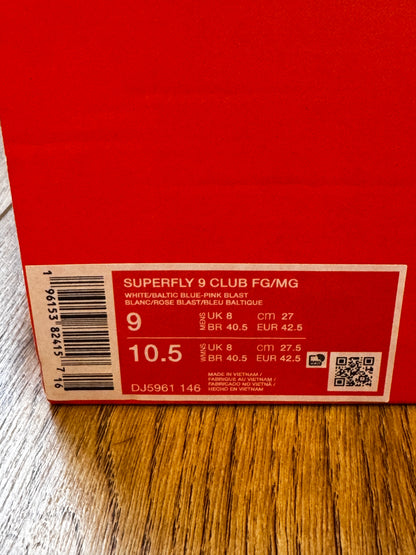 SUPERFLY 9 CLUB FG/MG
WHITE/BALTIC BLUE-PINK BLAST
BLANC/ROSE BLAST/BLEU BALTIQUE
9 MENS UK 8 cm 27
BR 40.5 EUR 42.5
10.5 WMNS UK 8 cm 27.5
BR 40.5 EUR 42.5
MADE IN VIETNAM /
FABRIQUE AU VIETNAM /
FABRICADO NO VIETNÃ /
HECHO EN VIETNAM
DJ5961 146
1 96153 82415 7 16